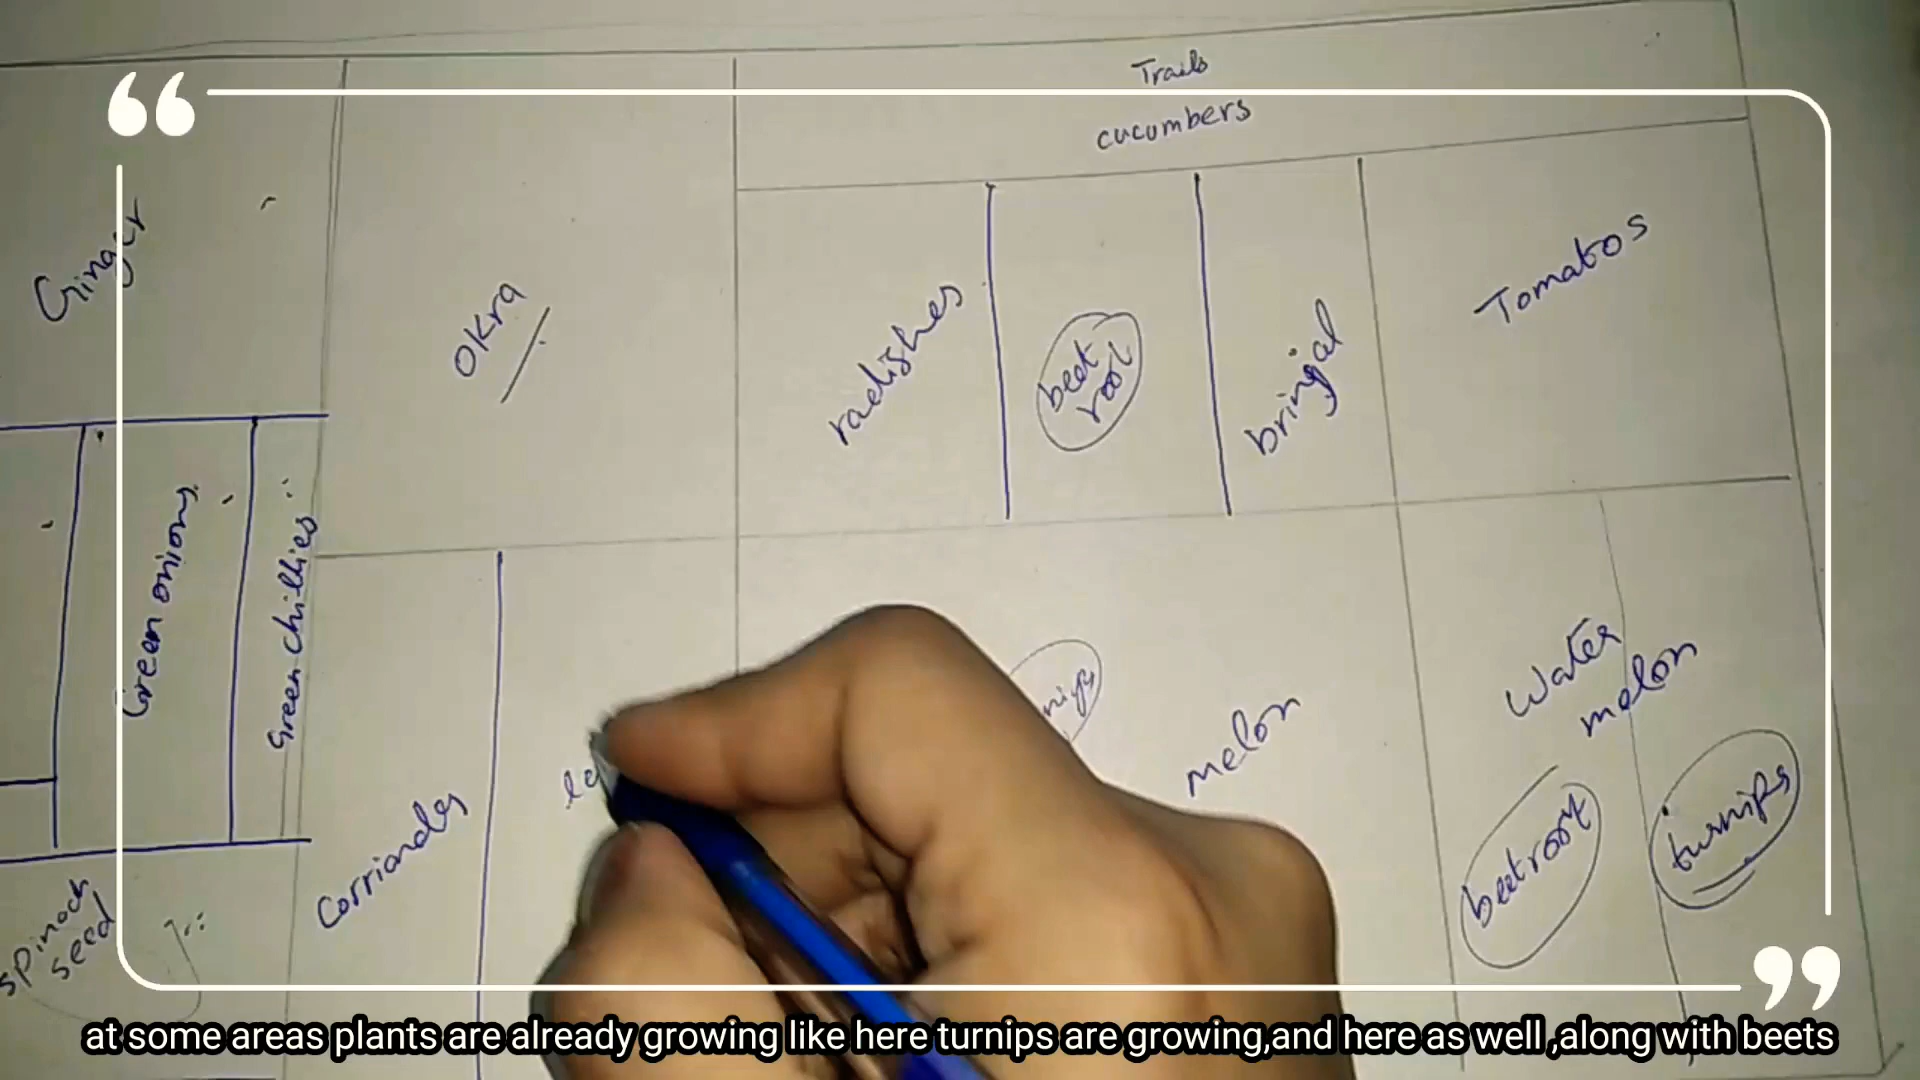 Trails
cucumbers
Ginger
okra
radishes
beet
root
bringal
Tomatos
Green onions
Green chillies
Corriander
melon
Water
melon
beetroot
turnips
spinach
seed
at some areas plants are already growing like here turnips are growing,and here as well ,along with beets